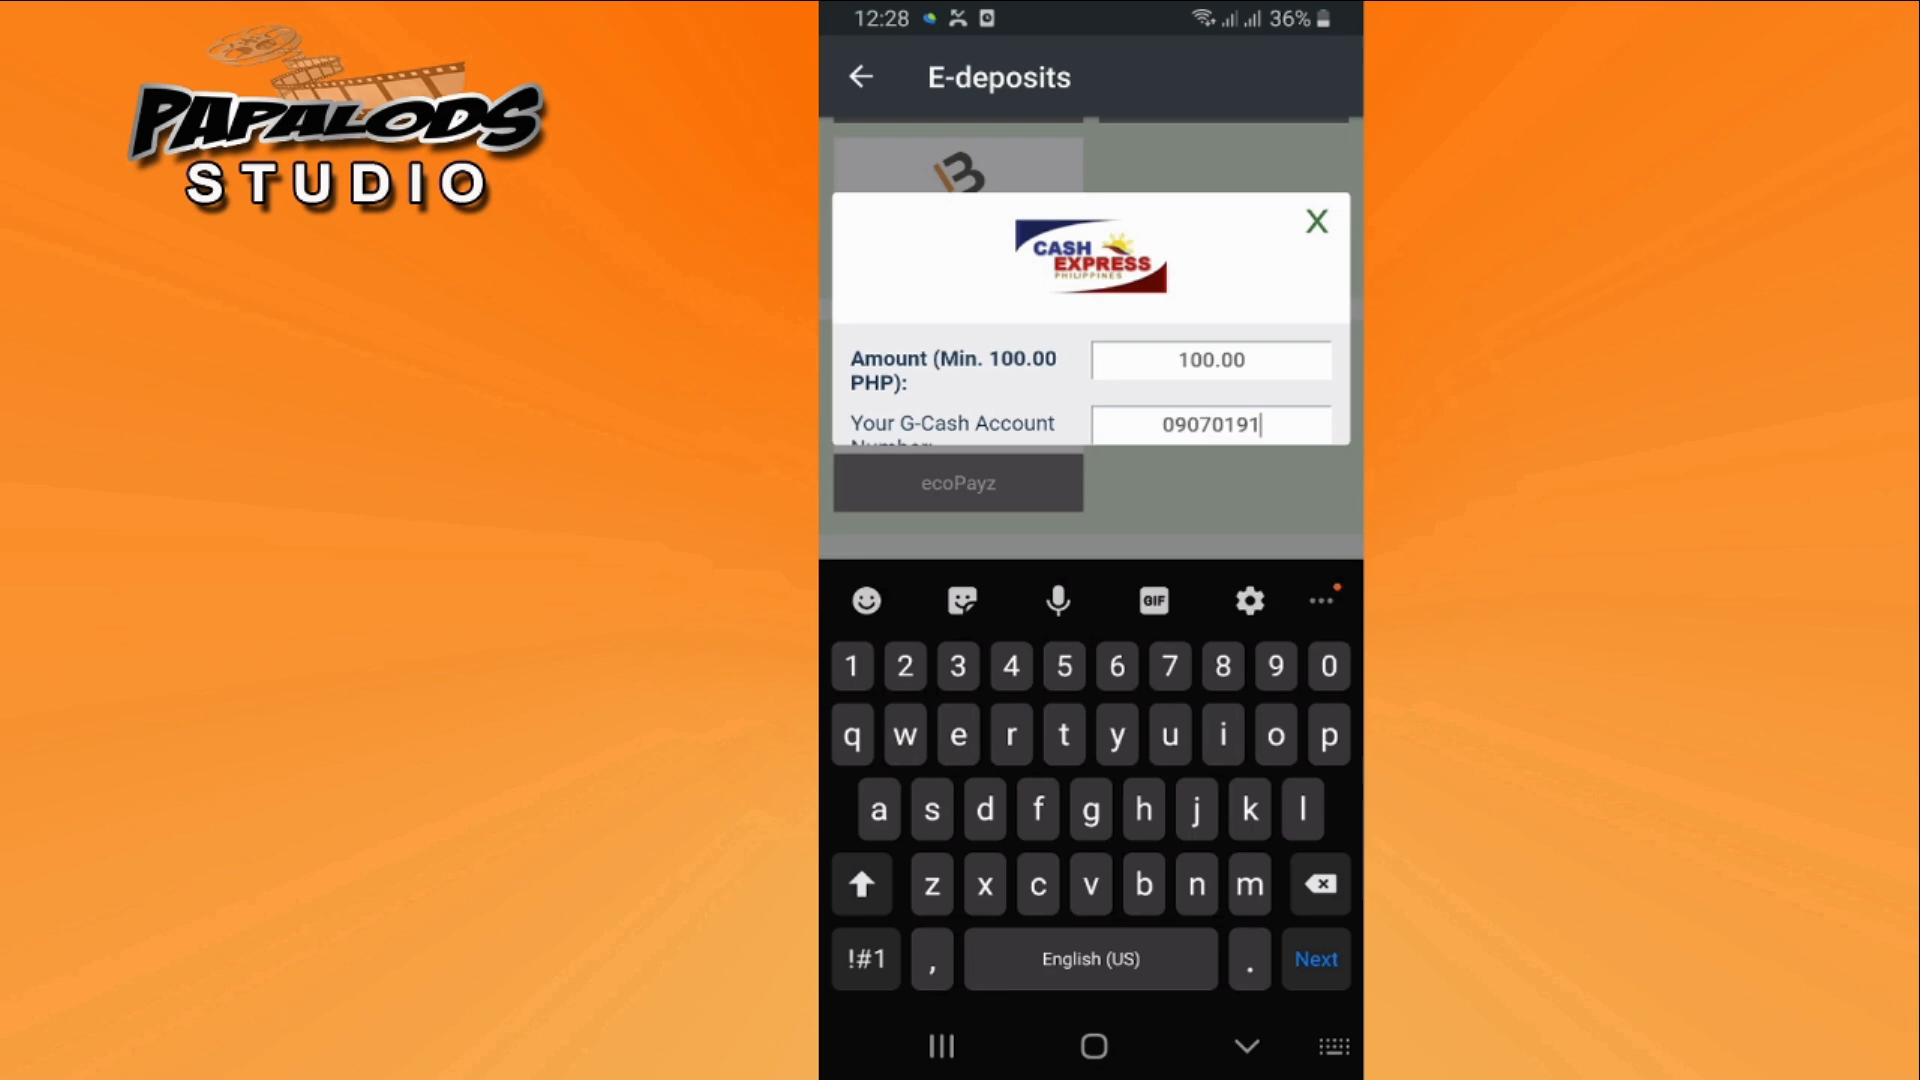 PAPALODS
STUDIO
12:28
36%
E-deposits
X
CASH
EXPRESS
PHILIPPINES
Amount (Min. 100.00
PHP):
100.00
Your G-Cash Account
Number:
09070191
ecoPayz
GIF
1 2 3 4 5 6 7 8 9 0
q w e r t y u i o p
a s d f g h j k l
z x c v b n m
!#1 , English (US) . Next